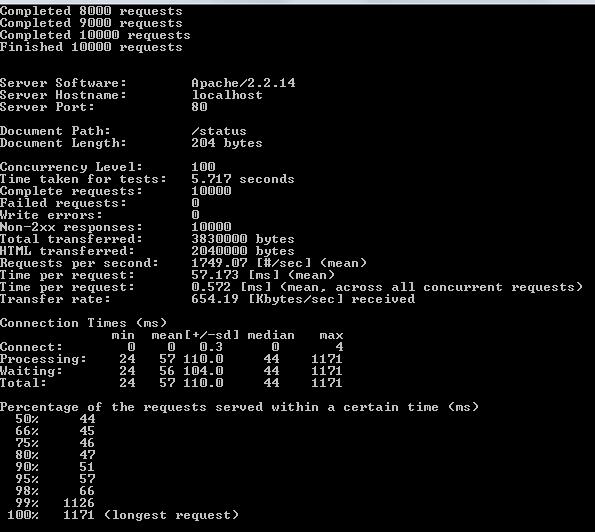 Completed 8000 requests
Completed 9000 requests
Completed 10000 requests
Finished 10000 requests
Server Software: Apache/2.2.14
Server Hostname: localhost
Server Port: 80
Document Path: /status
Document Length: 204 bytes
Concurrency Level: 100
Time taken for tests: 5.717 seconds
Complete requests: 10000
Failed requests: 0
Write errors: 0
Non-2xx responses: 10000
Total transferred: 3830000 bytes
HTML transferred: 2040000 bytes
Requests per second: 1749.07 [#/sec] (mean)
Time per request: 57.173 [ms] (mean)
Time per request: 0.572 [ms] (mean, across all concurrent requests)
Transfer rate: 654.19 [Kbytes/sec] received
Connection Times (ms)
min mean[+/-sd] median max
Connect: 0 0 0.3 0 4
Processing: 24 57 110.0 44 1171
Waiting: 24 56 104.0 44 1171
Total: 24 57 110.0 44 1171
Percentage of the requests served within a certain time (ms)
50% 44
66% 45
75% 46
80% 47
90% 51
95% 57
98% 66
99% 1126
100% 1171 (longest request)